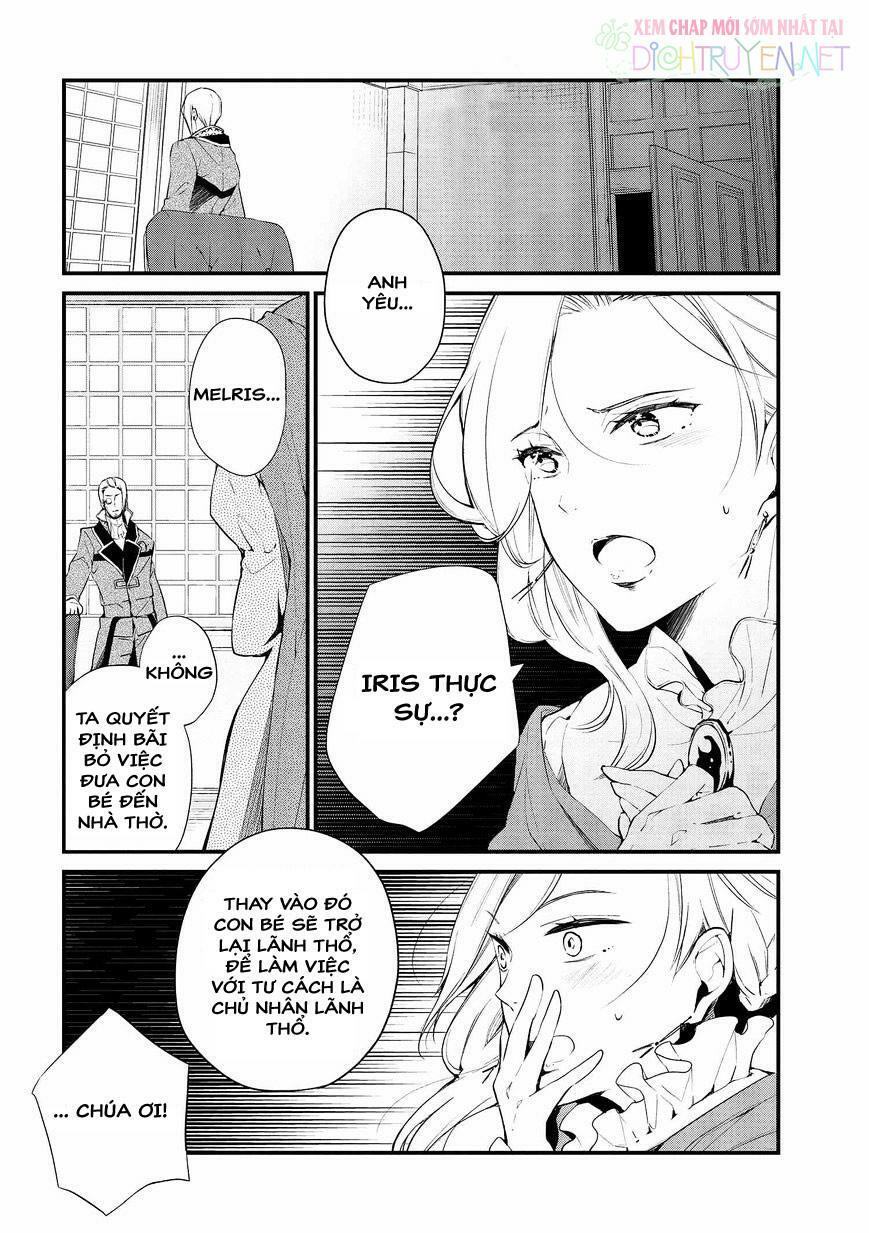 XEM CHAP MỚI SỚM NHẤT TẠI
DICHTRUYEN.NET
ANH
YÊU...
MELRIS...
IRIS THỰC
SỰ...?
...
KHÔNG
TA QUYẾT
ĐỊNH BÃI
BỎ VIỆC
ĐƯA CON
BÉ ĐẾN
NHÀ THỜ.
THAY VÀO ĐÓ
CON BÉ SẼ TRỞ
LẠI LÃNH THỔ,
ĐỂ LÀM VIỆC
VỚI TƯ CÁCH LÀ
CHỦ NHÂN LÃNH
THỔ.
... CHÚA ƠI!